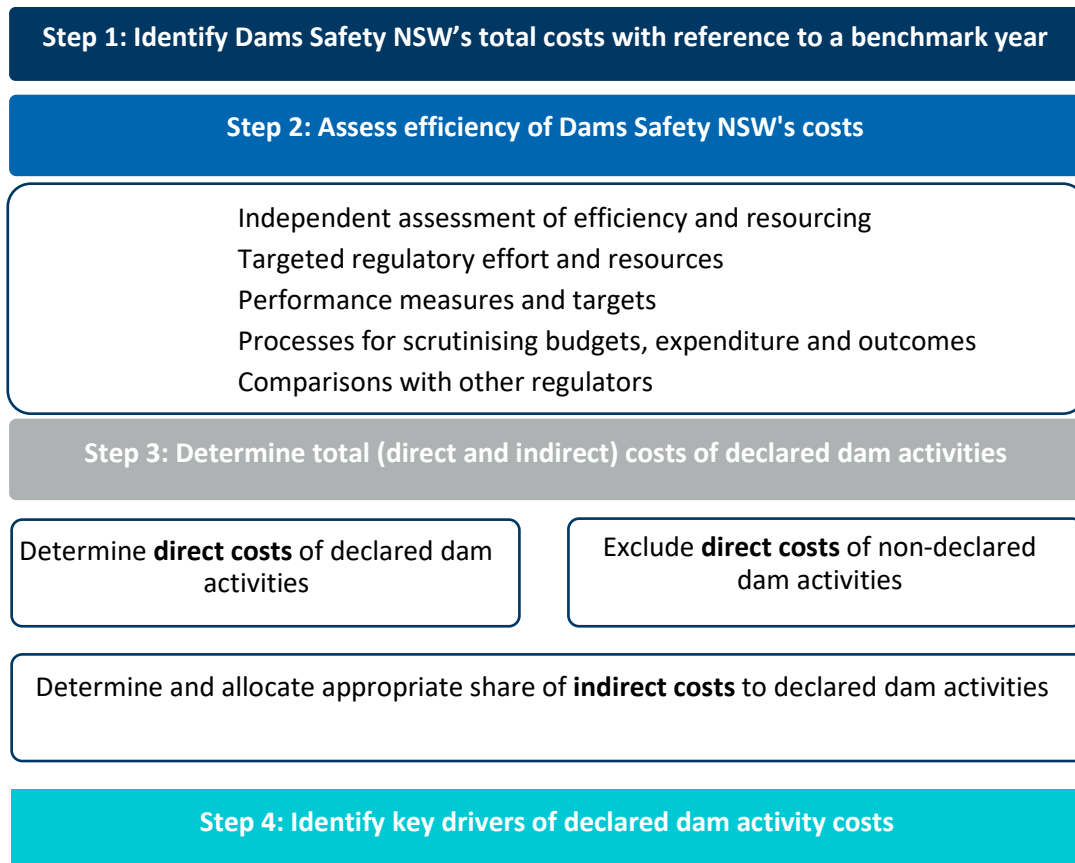 Step 1: Identify Dams Safety NSW’s total costs with reference to a benchmark year
Step 2: Assess efficiency of Dams Safety NSW's costs
Independent assessment of efficiency and resourcing
Targeted regulatory effort and resources
Performance measures and targets
Processes for scrutinising budgets, expenditure and outcomes
Comparisons with other regulators
Step 3: Determine total (direct and indirect) costs of declared dam activities
Determine direct costs of declared dam
activities
Exclude direct costs of non-declared
dam activities
Determine and allocate appropriate share of indirect costs to declared dam activities
Step 4: Identify key drivers of declared dam activity costs